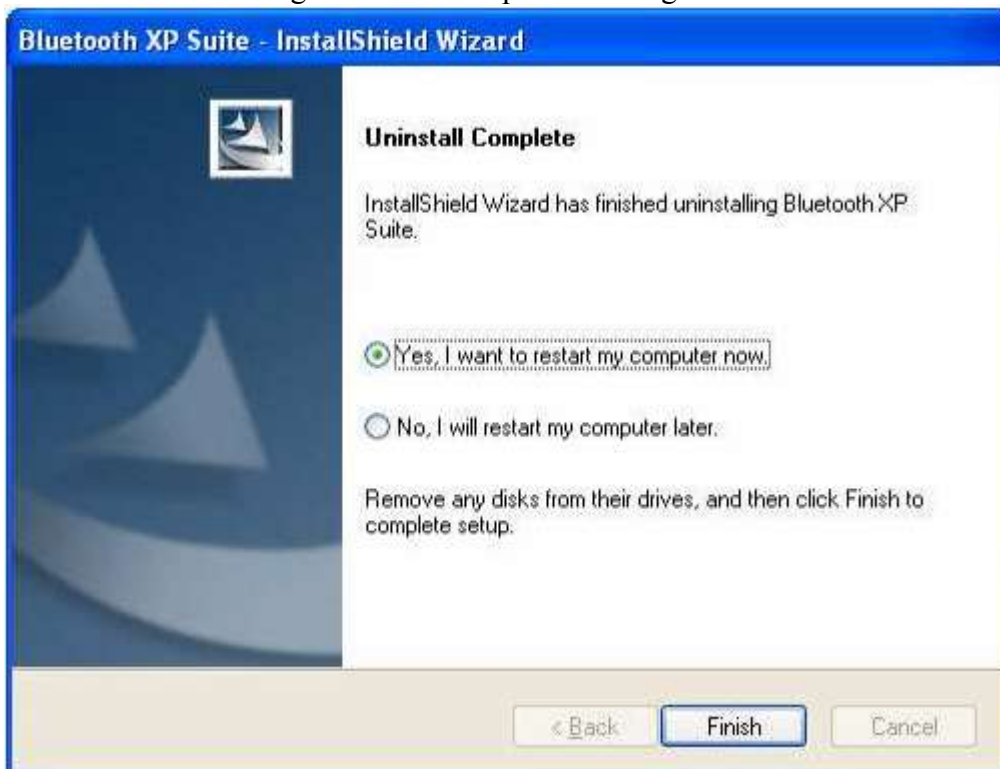 Bluetooth XP Suite - InstallShield Wizard
Uninstall Complete
InstallShield Wizard has finished uninstalling Bluetooth XP
Suite.
Yes, I want to restart my computer now.
No, I will restart my computer later.
Remove any disks from their drives, and then click Finish to
complete setup.
< Back
Finish
Cancel